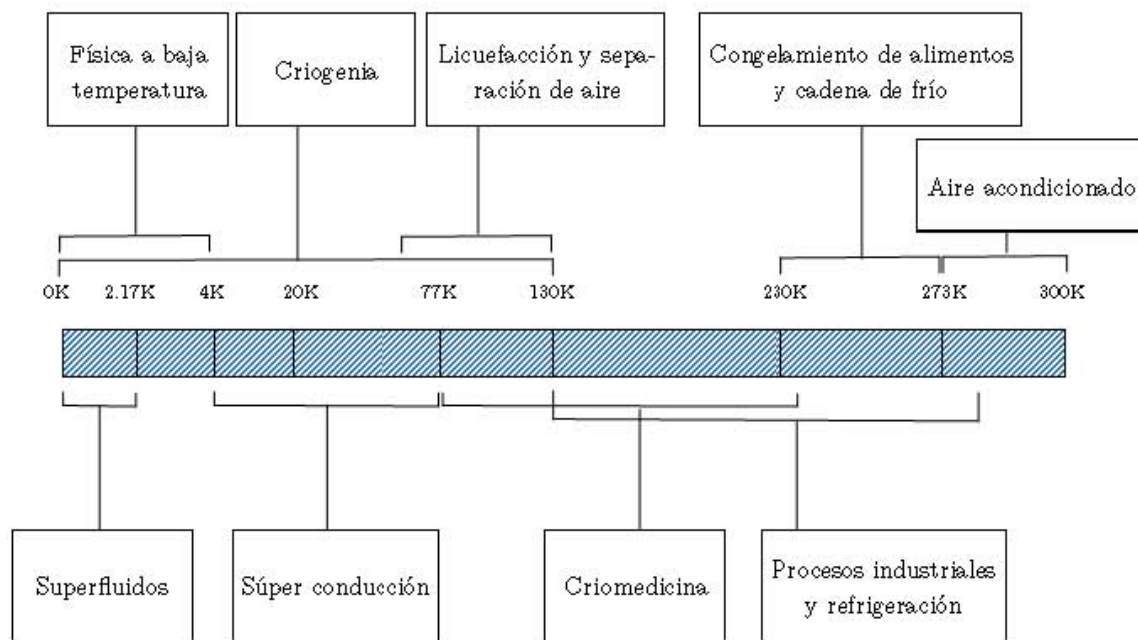 Física a baja
temperatura
Criogenia
Licuefacción y sepa-
ración de aire
Congelamiento de alimentos
y cadena de frío
Aire acondicionado
0K 2.17K 4K 20K 77K 130K 230K 273K 300K
Superfluidos
Súper conducción
Criomedicina
Procesos industriales
y refrigeración